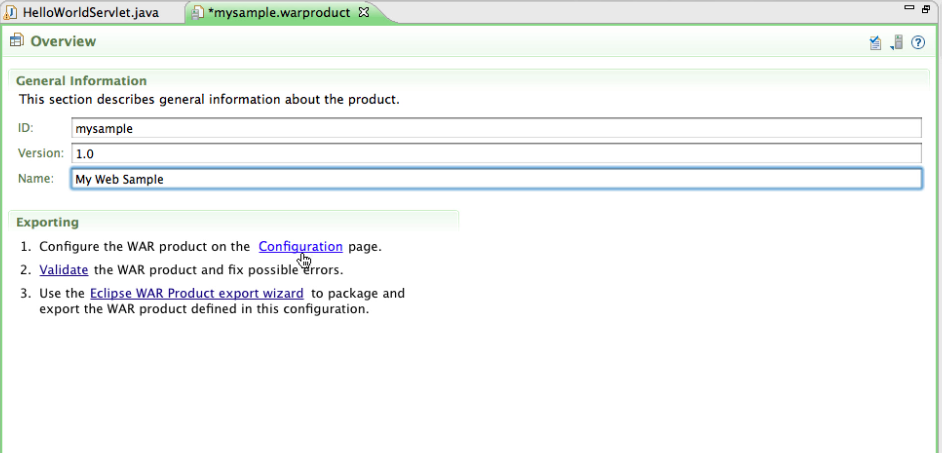 HelloWorldServlet.java
*mysample.warproduct
Overview
General Information
This section describes general information about the product.
ID: mysample
Version: 1.0
Name: My Web Sample
Exporting
1. Configure the WAR product on the Configuration page.
2. Validate the WAR product and fix possible errors.
3. Use the Eclipse WAR Product export wizard to package and
export the WAR product defined in this configuration.